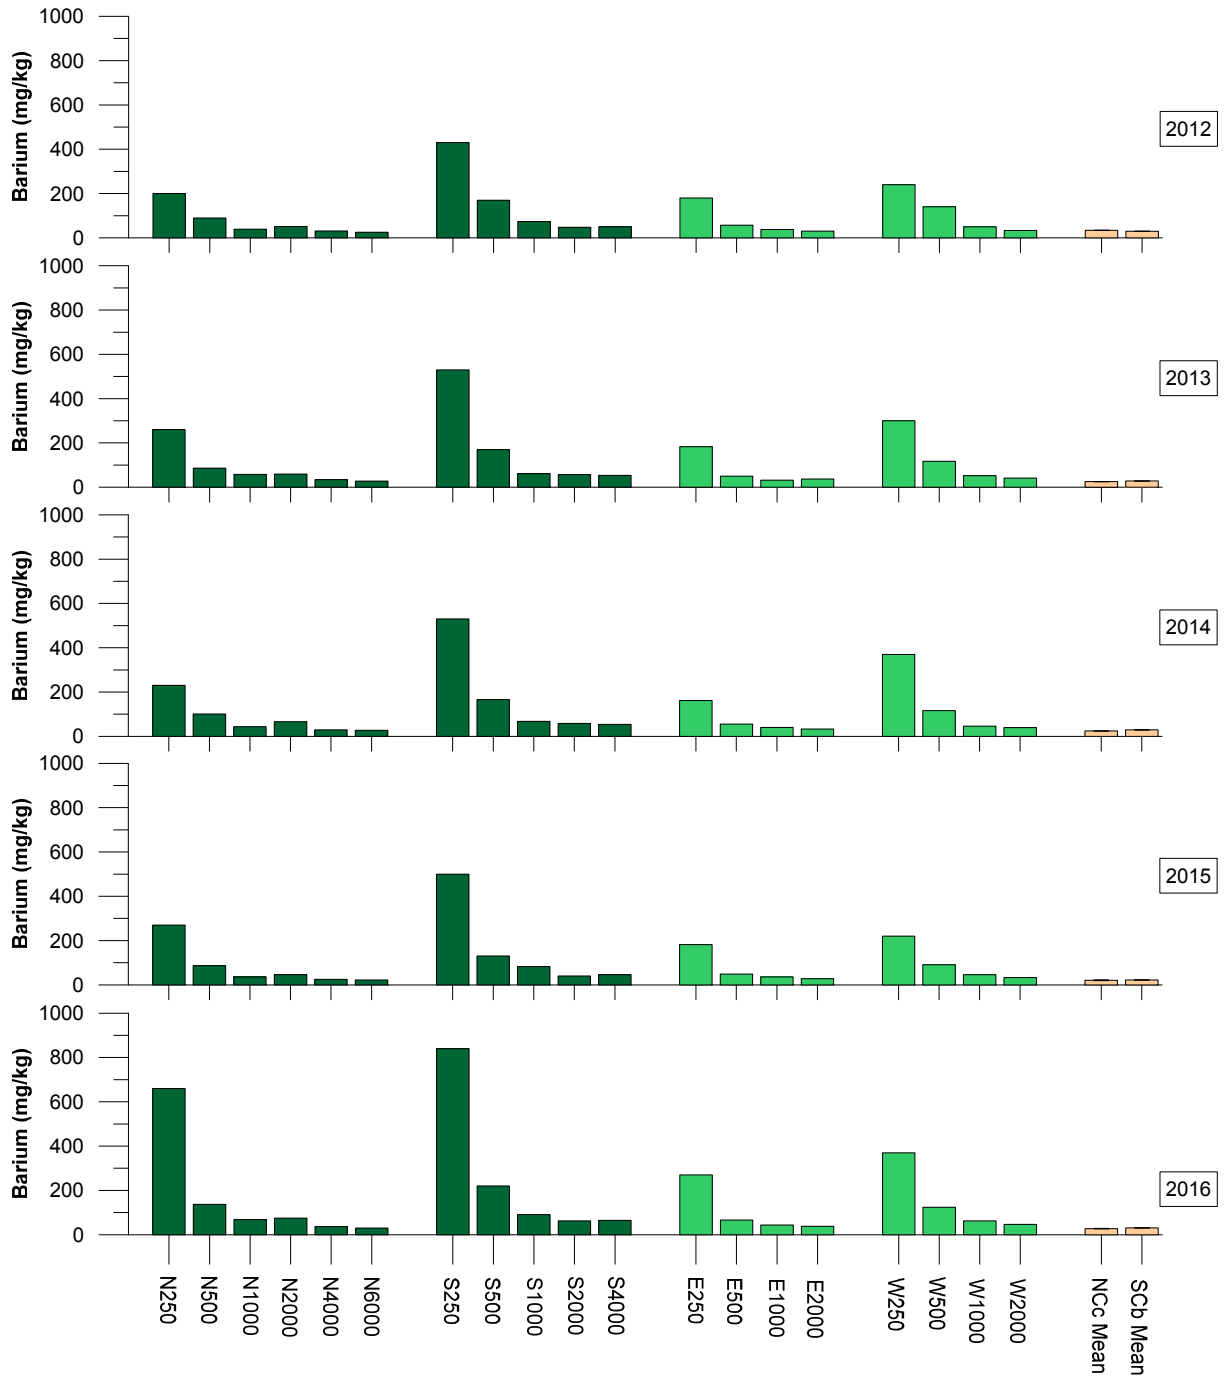 1000
800
600
400
200
0
Barium (mg/kg)
2012
1000
800
600
400
200
0
Barium (mg/kg)
2013
1000
800
600
400
200
0
Barium (mg/kg)
2014
1000
800
600
400
200
0
Barium (mg/kg)
2015
1000
800
600
400
200
0
Barium (mg/kg)
2016
N250
N500
N1000
N2000
N4000
N6000
S250
S500
S1000
S2000
S4000
E250
E500
E1000
E2000
W250
W500
W1000
W2000
NCc Mean
SCb Mean